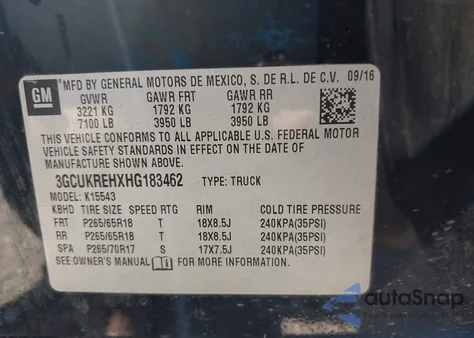 GM
MFD BY GENERAL MOTORS DE MEXICO, S. DE R.L. DE C.V. 09/16
GVWR GAWR FRT GAWR RR
3221 KG 1792 KG 1792 KG
7100 LB 3950 LB 3950 LB
THIS VEHICLE CONFORMS TO ALL APPLICABLE U.S. FEDERAL MOTOR
VEHICLE SAFETY STANDARDS IN EFFECT ON THE DATE OF
MANUFACTURE SHOWN ABOVE.
3GCUKREHXHG183462 TYPE: TRUCK
MODEL: K15543
KBHD TIRE SIZE SPEED RTG RIM COLD TIRE PRESSURE
FRT P265/65R18 T 18X8.5J 240KPA(35PSI)
RR P265/65R18 T 18X8.5J 240KPA(35PSI)
SPA P265/70R17 S 17X7.5J 240KPA(35PSI)
SEE OWNER'S MANUAL FOR MORE INFORMATION.
autoSnap